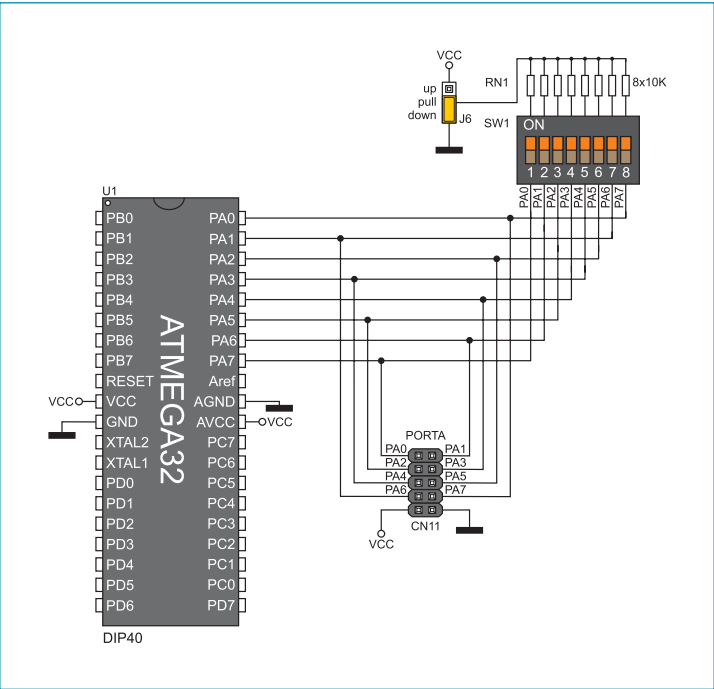 VCC
up
pull
down
J6
RN1
8x10K
SW1
ON
1 2 3 4 5 6 7 8
PA0 PA1 PA2 PA3 PA4 PA5 PA6 PA7
U1
PB0 PA0
PB1 PA1
PB2 PA2
PB3 PA3
PB4 PA4
PB5 PA5
PB6 PA6
PB7 PA7
RESET Aref
VCC VCC AGND
GND AVCC VCC
XTAL2 PC7
XTAL1 PC6
PD0 PC5
PD1 PC4
PD2 PC3
PD3 PC2
PD4 PC1
PD5 PC0
PD6 PD7
ATMEGA32
DIP40
PORTA
PA0 PA1
PA2 PA3
PA4 PA5
PA6 PA7
CN11
VCC